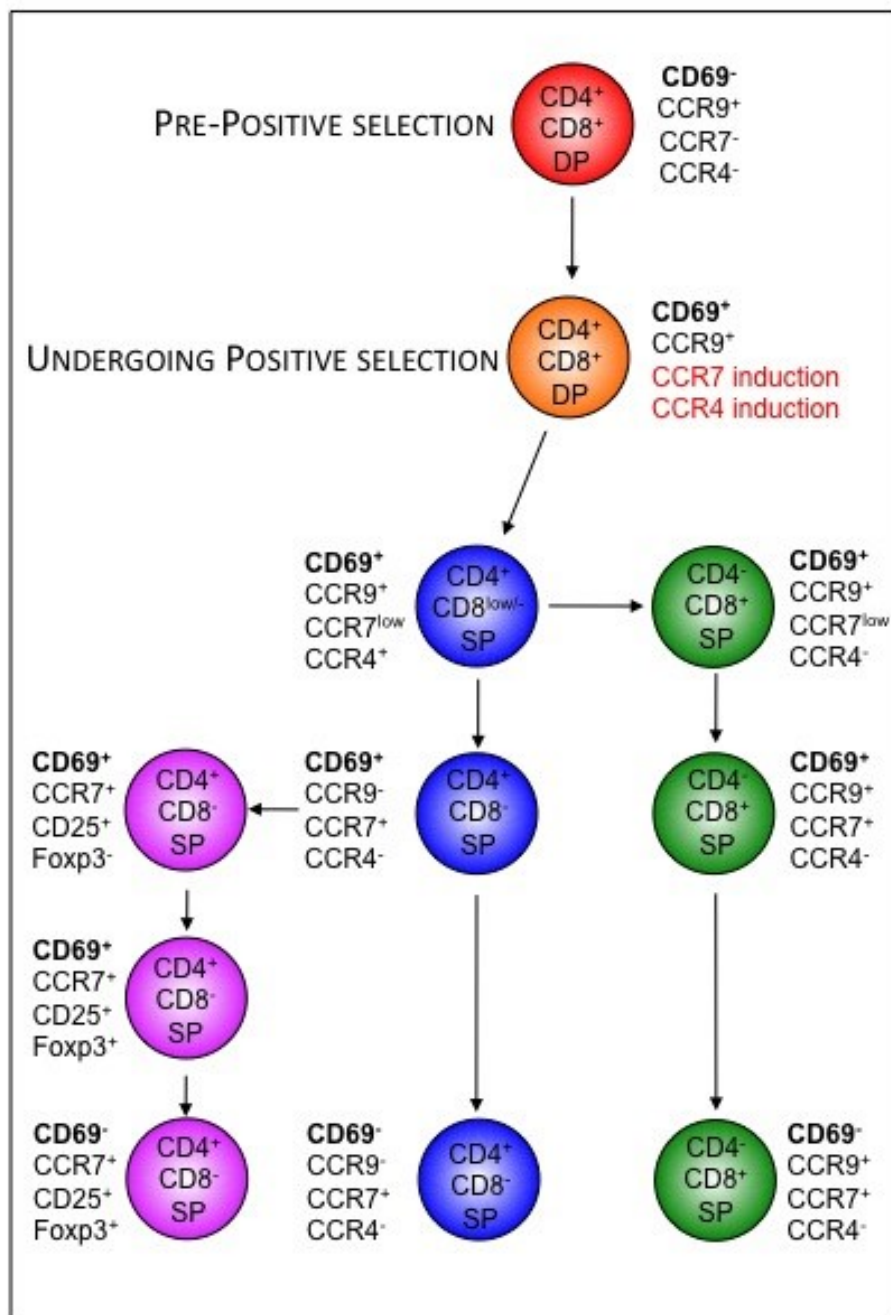 PRE-POSITIVE SELECTION
CD4⁺
CD8⁺
DP
CD69⁻
CCR9⁺
CCR7⁻
CCR4⁻
UNDERGOING POSITIVE SELECTION
CD4⁺
CD8⁺
DP
CD69⁺
CCR9⁺
CCR7 induction
CCR4 induction
CD69⁺
CCR9⁺
CCR7ˡᵒʷ
CCR4⁺
CD4⁺
CD8ˡᵒʷ/⁻
SP
CD4⁻
CD8⁺
SP
CD69⁺
CCR9⁺
CCR7ˡᵒʷ
CCR4⁻
CD69⁺
CCR7⁺
CD25⁺
Foxp3⁻
CD4⁺
CD8⁻
SP
CD69⁺
CCR9⁻
CCR7⁺
CCR4⁻
CD4⁺
CD8⁻
SP
CD4⁻
CD8⁺
SP
CD69⁺
CCR9⁺
CCR7⁺
CCR4⁻
CD69⁺
CCR7⁺
CD25⁺
Foxp3⁺
CD4⁺
CD8⁻
SP
CD69⁻
CCR7⁺
CD25⁺
Foxp3⁺
CD4⁺
CD8⁻
SP
CD69⁻
CCR9⁻
CCR7⁺
CCR4⁻
CD4⁺
CD8⁻
SP
CD4⁻
CD8⁺
SP
CD69⁻
CCR9⁺
CCR7⁺
CCR4⁻